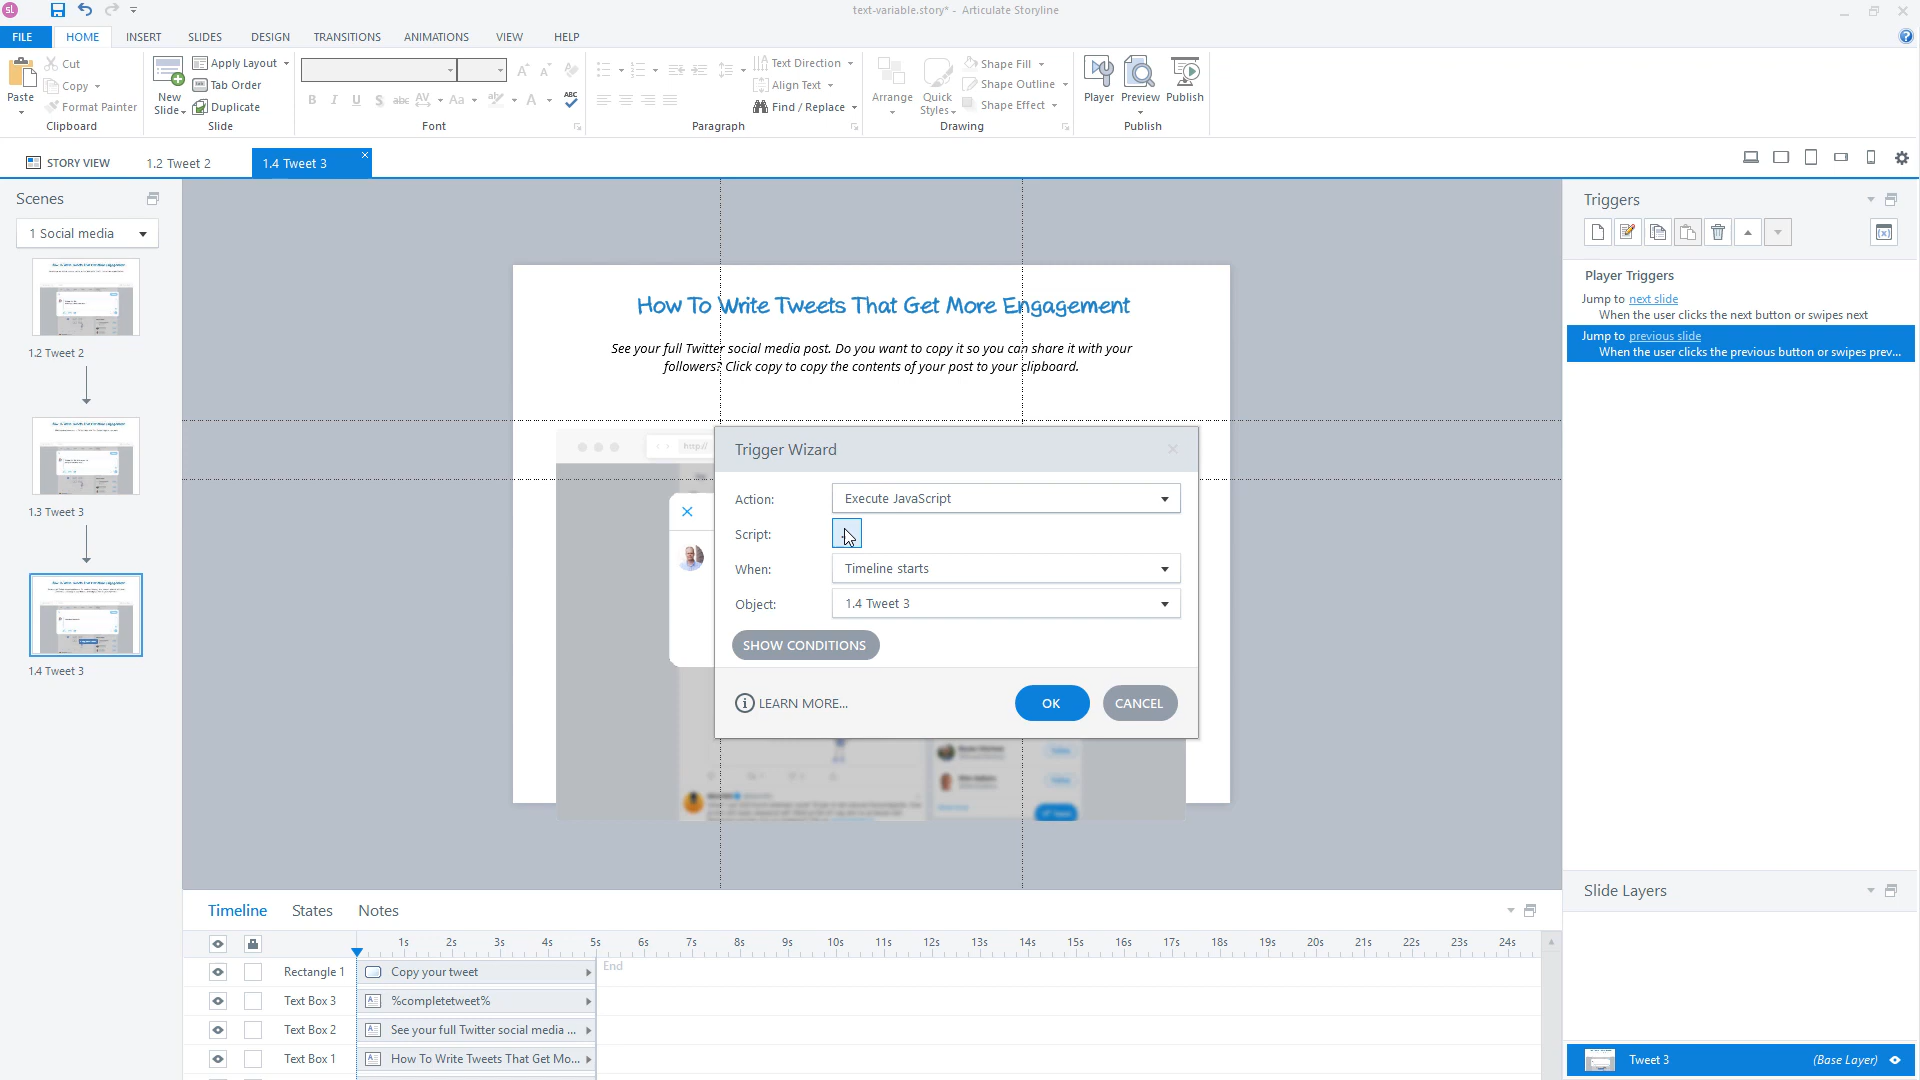 sl
text-variable.story* - Articulate Storyline
FILE
HOME
INSERT
SLIDES
DESIGN
TRANSITIONS
ANIMATIONS
VIEW
HELP
Paste
Cut
Copy
Format Painter
Clipboard
New
Slide
Apply Layout
Tab Order
Duplicate
Slide
B I U S abc AV Aa A ABC
Font
Text Direction
Align Text
Find / Replace
Paragraph
Arrange
Quick
Styles
Shape Fill
Shape Outline
Shape Effect
Drawing
Player
Preview
Publish
Publish
STORY VIEW
1.2 Tweet 2
1.4 Tweet 3
Scenes
1 Social media
1.2 Tweet 2
1.3 Tweet 3
1.4 Tweet 3
How To Write Tweets That Get More Engagement
See your full Twitter social media post. Do you want to copy it so you can share it with your
followers? Click copy to copy the contents of your post to your clipboard.
http://
Trigger Wizard
Action:
Execute JavaScript
Script:
When:
Timeline starts
Object:
1.4 Tweet 3
SHOW CONDITIONS
LEARN MORE...
OK
CANCEL
Triggers
Player Triggers
Jump to next slide
When the user clicks the next button or swipes next
Jump to previous slide
When the user clicks the previous button or swipes prev...
Slide Layers
Tweet 3
(Base Layer)
Timeline
States
Notes
1s 2s 3s 4s 5s 6s 7s 8s 9s 10s 11s 12s 13s 14s 15s 16s 17s 18s 19s 20s 21s 22s 23s 24s
Rectangle 1
Copy your tweet
End
Text Box 3
%completetweet%
Text Box 2
See your full Twitter social media ...
Text Box 1
How To Write Tweets That Get Mo...